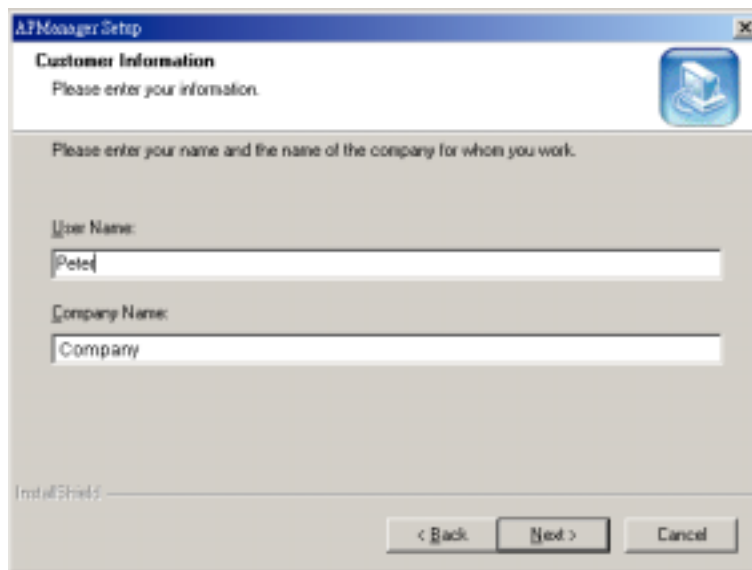 APManager Setup
Customer Information
Please enter your information.
Please enter your name and the name of the company for whom you work.
User Name:
Peter
Company Name:
Company
InstallShield
< Back
Next >
Cancel